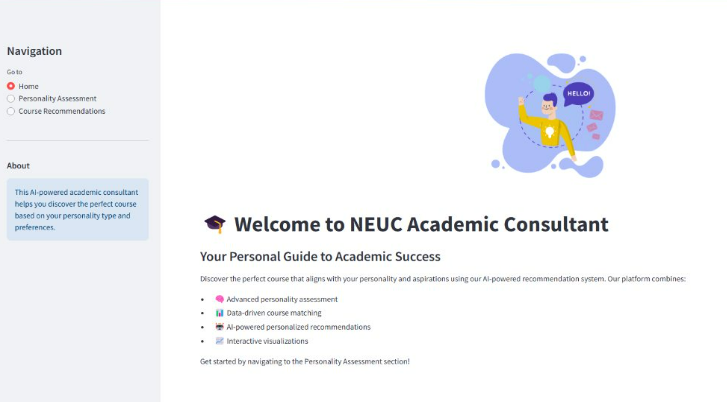 Navigation
Go to
Home
Personality Assessment
Course Recommendations
About
This AI-powered academic consultant
helps you discover the perfect course
based on your personality type and
preferences.
HELLO!
Welcome to NEUC Academic Consultant
Your Personal Guide to Academic Success
Discover the perfect course that aligns with your personality and aspirations using our AI-powered recommendation system. Our platform combines:
Advanced personality assessment
Data-driven course matching
AI-powered personalized recommendations
Interactive visualizations
Get started by navigating to the Personality Assessment section!